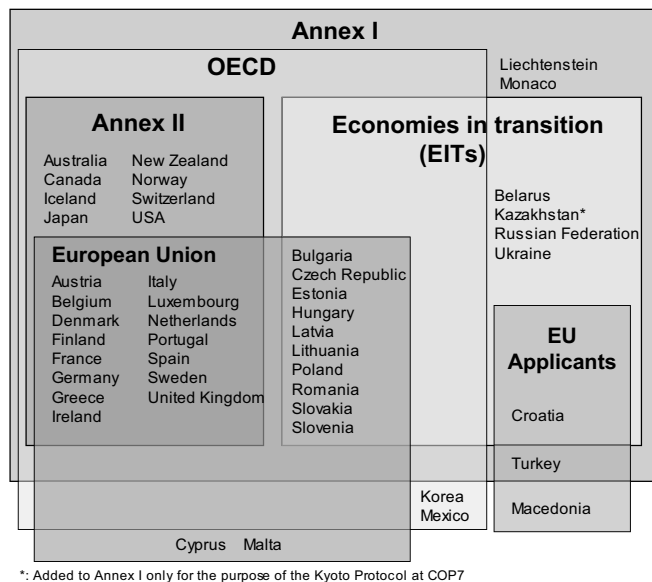 Annex I
OECD
Liechtenstein
Monaco
Annex II
Australia New Zealand
Canada Norway
Iceland Switzerland
Japan USA
Economies in transition
(EITs)
Belarus
Kazakhstan*
Russian Federation
Ukraine
European Union
Austria Italy
Belgium Luxembourg
Denmark Netherlands
Finland Portugal
France Spain
Germany Sweden
Greece United Kingdom
Ireland
Bulgaria
Czech Republic
Estonia
Hungary
Latvia
Lithuania
Poland
Romania
Slovakia
Slovenia
EU
Applicants
Croatia
Turkey
Macedonia
Korea
Mexico
Cyprus Malta
*: Added to Annex I only for the purpose of the Kyoto Protocol at COP7